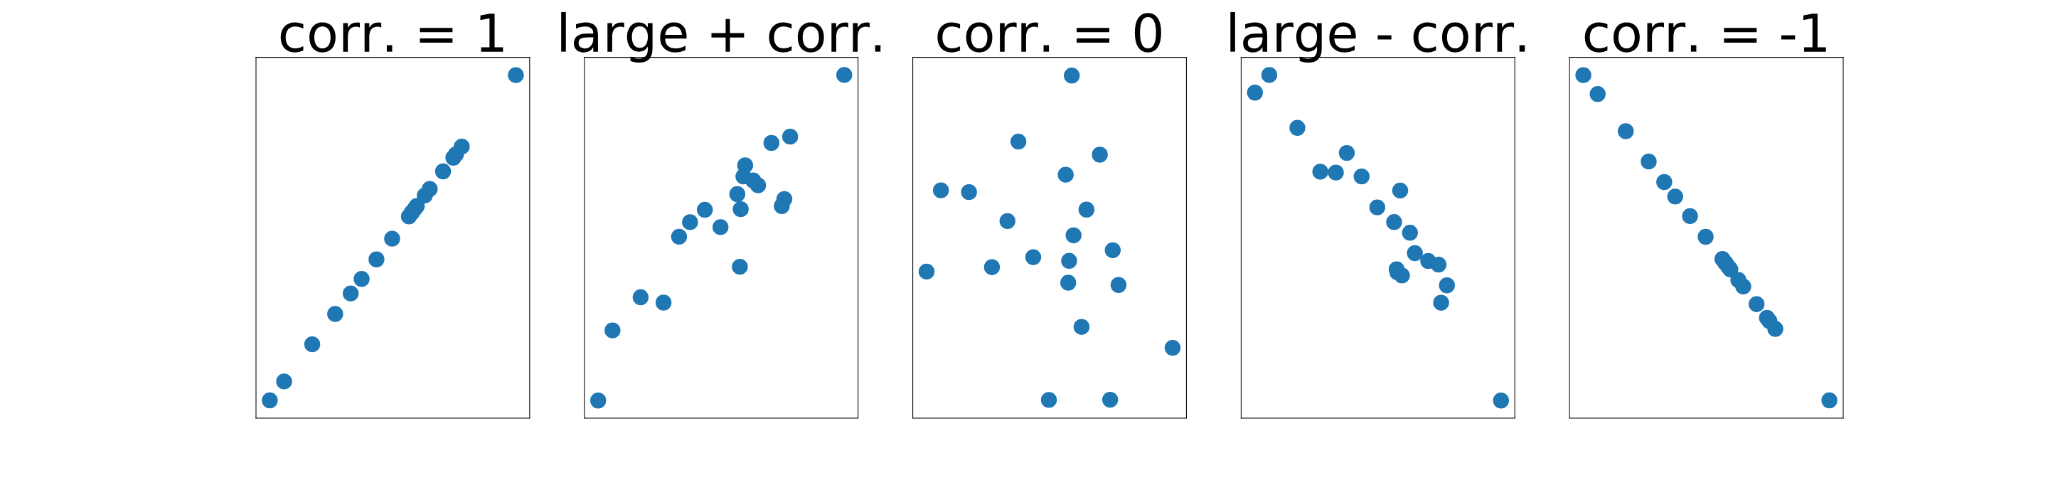 corr. = 1
large + corr.
corr. = 0
large - corr.
corr. = -1